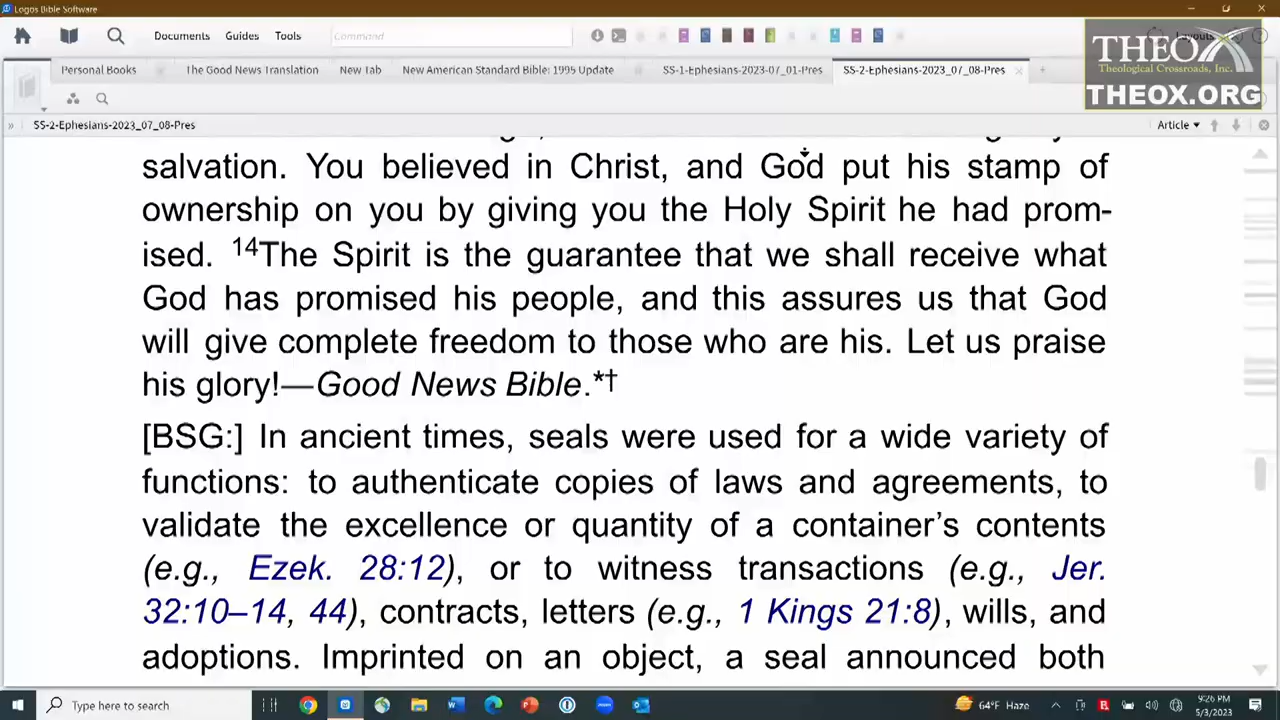 Logos Bible Software
Documents Guides Tools Command
THEOX
Theological Crossroads, Inc.
THEOX.ORG
Personal Books The Good News Translation New Tab SS-1-Ephesians-2023-07_01-Pres SS-2-Ephesians-2023_07_08-Pres
SS-2-Ephesians-2023_07_08-Pres Article
salvation. You believed in Christ, and God put his stamp of
ownership on you by giving you the Holy Spirit he had prom-
ised. 14The Spirit is the guarantee that we shall receive what
God has promised his people, and this assures us that God
will give complete freedom to those who are his. Let us praise
his glory!—Good News Bible.*†
[BSG:] In ancient times, seals were used for a wide variety of
functions: to authenticate copies of laws and agreements, to
validate the excellence or quantity of a container's contents
(e.g., Ezek. 28:12), or to witness transactions (e.g., Jer.
32:10–14, 44), contracts, letters (e.g., 1 Kings 21:8), wills, and
adoptions. Imprinted on an object, a seal announced both
Type here to search
64°F Haze
9:26 PM
5/3/2023